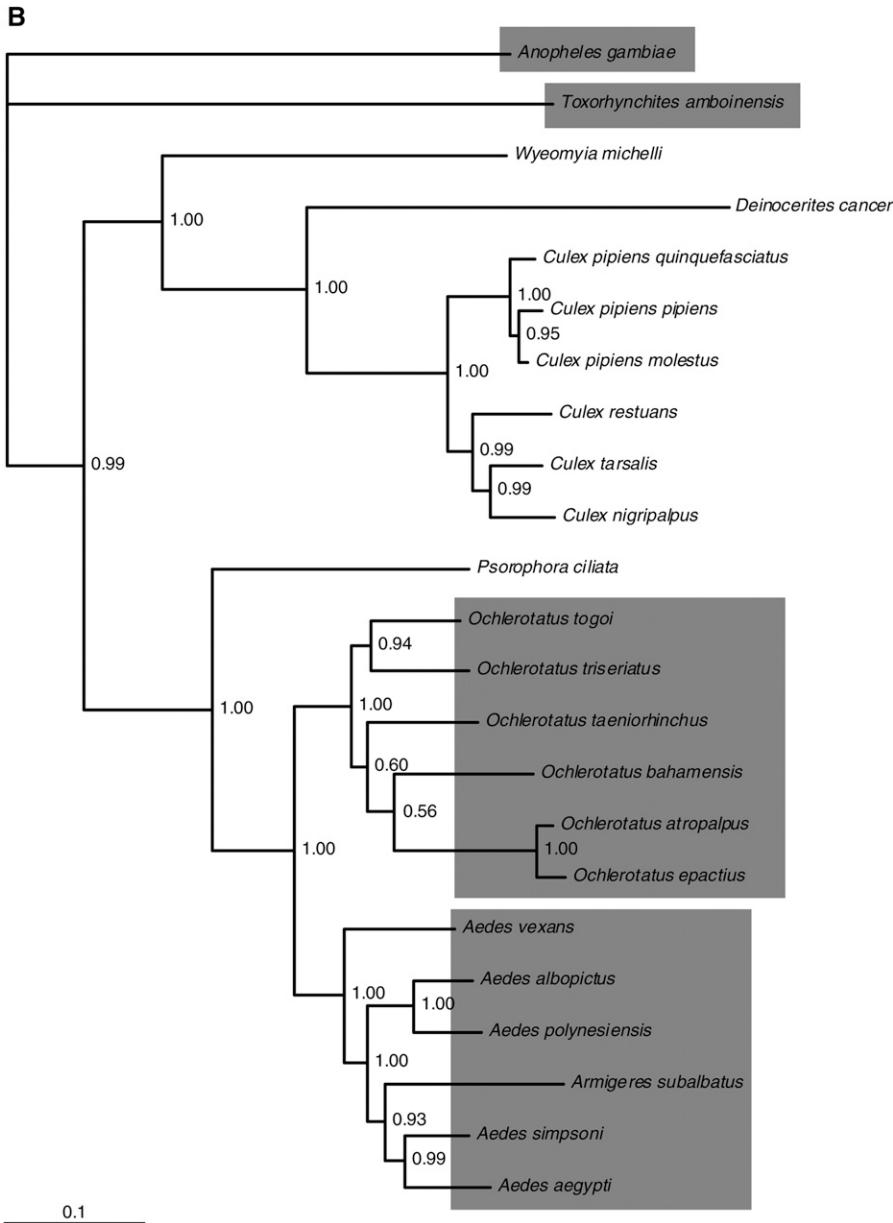 B
Anopheles gambiae
Toxorhynchites amboinensis
Wyeomyia michelli
Deinocerites cancer
1.00
Culex pipiens quinquefasciatus
1.00
1.00
Culex pipiens pipiens
0.95
Culex pipiens molestus
1.00
Culex restuans
0.99
Culex tarsalis
0.99
0.99
Culex nigripalpus
Psorophora ciliata
Ochlerotatus togoi
0.94
Ochlerotatus triseriatus
1.00
1.00
Ochlerotatus taeniorhinchus
0.60
Ochlerotatus bahamensis
0.56
Ochlerotatus atropalpus
1.00
1.00
Ochlerotatus epactius
Aedes vexans
Aedes albopictus
1.00
1.00
Aedes polynesiensis
1.00
Armigeres subalbatus
0.93
Aedes simpsoni
0.99
Aedes aegypti
0.1